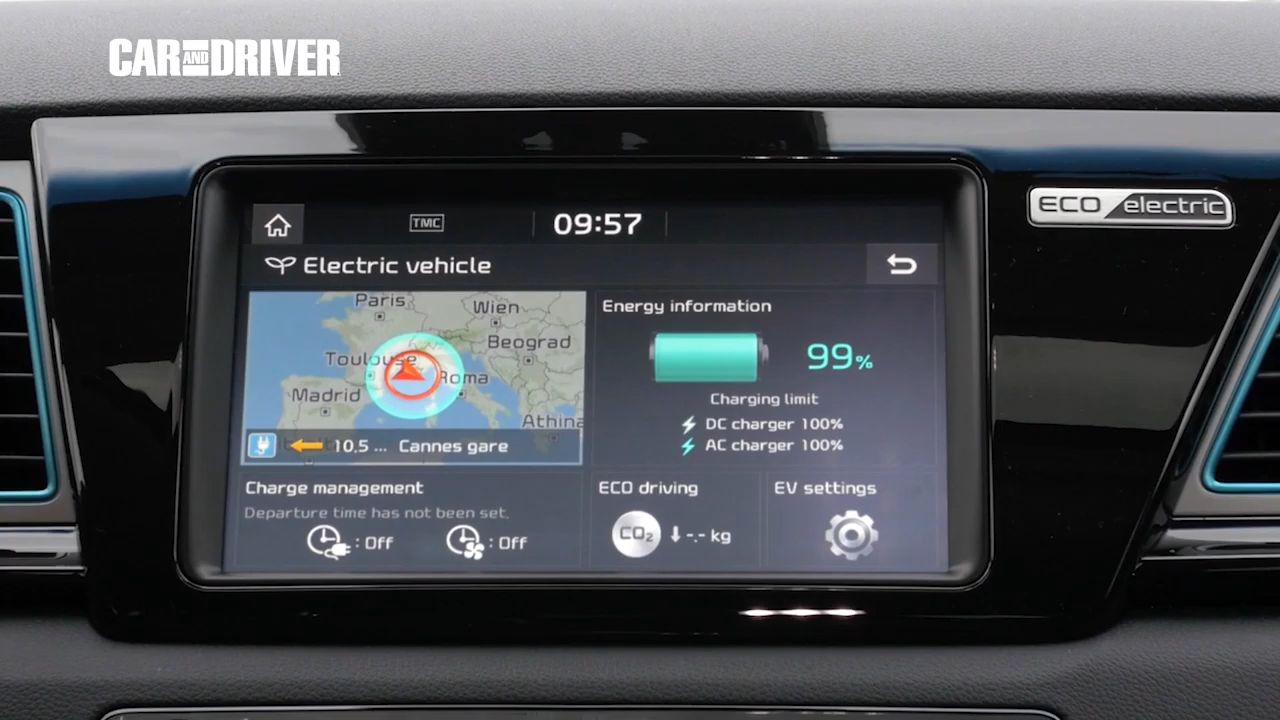 CAR AND DRIVER
ECO electric
TMC
09:57
Electric vehicle
Paris
Wien
Beograd
Toulouse
Roma
Madrid
Athina
10.5 ... Cannes gare
Energy information
99%
Charging limit
DC charger 100%
AC charger 100%
Charge management
Departure time has not been set.
: Off
: Off
ECO driving
CO₂
-.- kg
EV settings